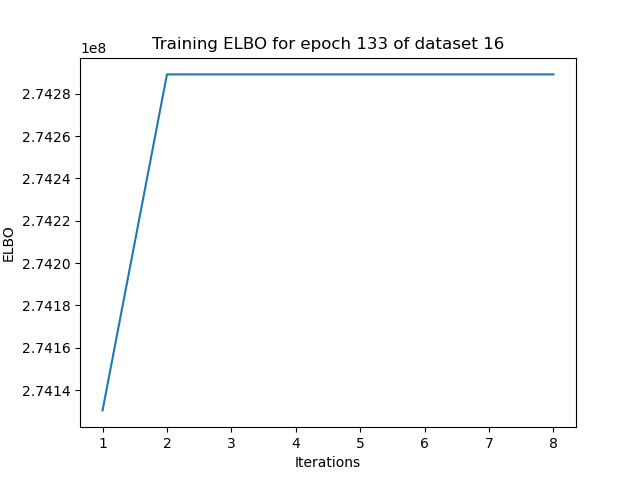 Training ELBO for epoch 133 of dataset 16
1e8
2.7428
2.7426
2.7424
2.7422
2.7420
2.7418
2.7416
2.7414
ELBO
1 2 3 4 5 6 7 8
Iterations